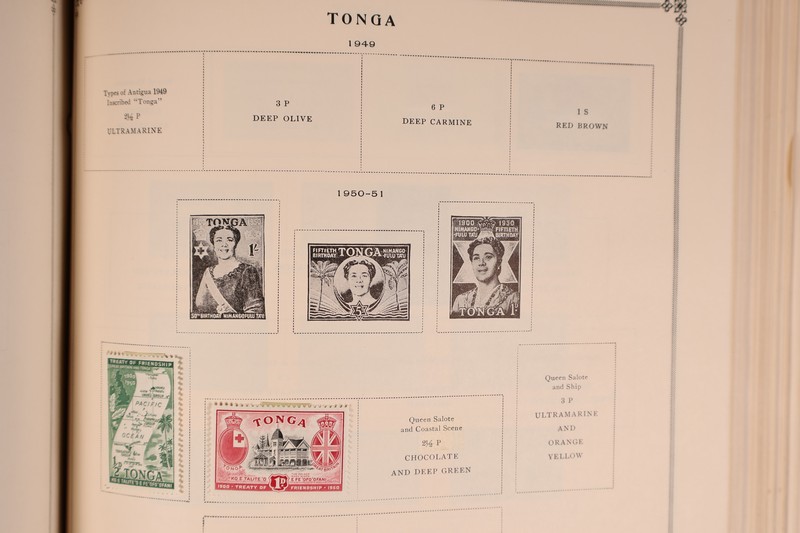 TONGA
1949
Types of Antigua 1949
Inscribed "Tonga"
2½ P
ULTRAMARINE
3 P
DEEP OLIVE
6 P
DEEP CARMINE
1 S
RED BROWN
1950-51
TONGA
1/-
50TH BIRTHDAY HIMANGOFULU TAU
FIFTIETH TONGA HIMANGO
BIRTHDAY FULU TAU
1900 1950
HIMANGO- FIFTIETH
FULU TAU BIRTHDAY
TONGA 1/-
TREATY OF FRIENDSHIP
PACIFIC
OCEAN
½D TONGA
TONGA
TONGA
1D
1900 - TREATY OF FRIENDSHIP - 1950
Queen Salote
and Coastal Scene
2½ P
CHOCOLATE
AND DEEP GREEN
Queen Salote
and Ship
3 P
ULTRAMARINE
AND
ORANGE
YELLOW